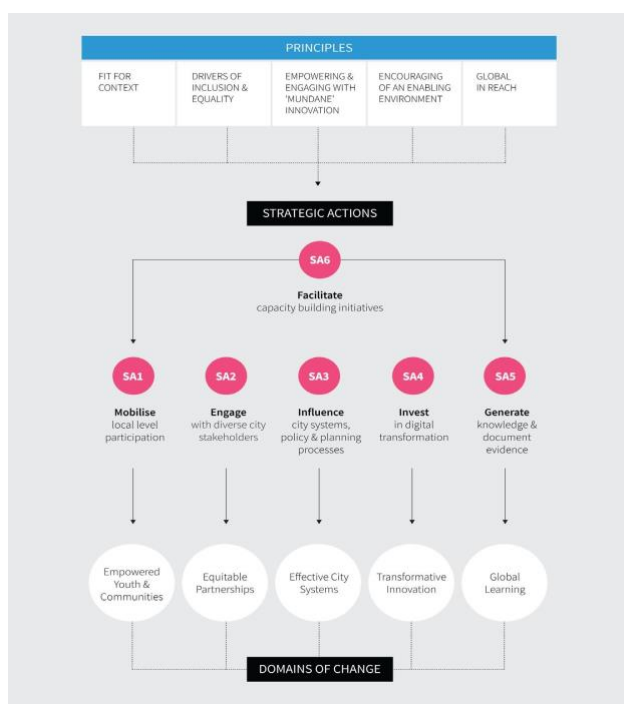 PRINCIPLES
FIT FOR
CONTEXT
DRIVERS OF
INCLUSION &
EQUALITY
EMPOWERING &
ENGAGING WITH
'MUNDANE'
INNOVATION
ENCOURAGING
OF AN ENABLING
ENVIRONMENT
GLOBAL
IN REACH
STRATEGIC ACTIONS
SA6
Facilitate
capacity building initiatives
SA1
Mobilise
local level
participation
SA2
Engage
with diverse city
stakeholders
SA3
Influence
city systems,
policy & planning
processes
SA4
Invest
in digital
transformation
SA5
Generate
knowledge &
document
evidence
Empowered
Youth &
Communities
Equitable
Partnerships
Effective City
Systems
Transformative
Innovation
Global
Learning
DOMAINS OF CHANGE